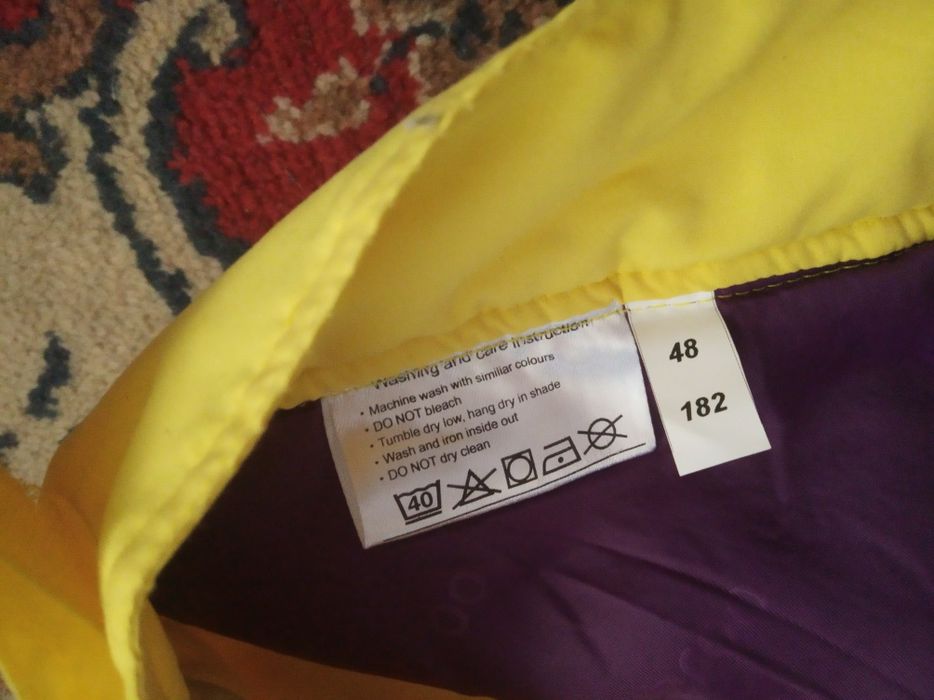 Washing and care instruction
• Machine wash with similiar colours
• DO NOT bleach
• Tumble dry low, hang dry in shade
• Wash and iron inside out
• DO NOT dry clean
40
48
182